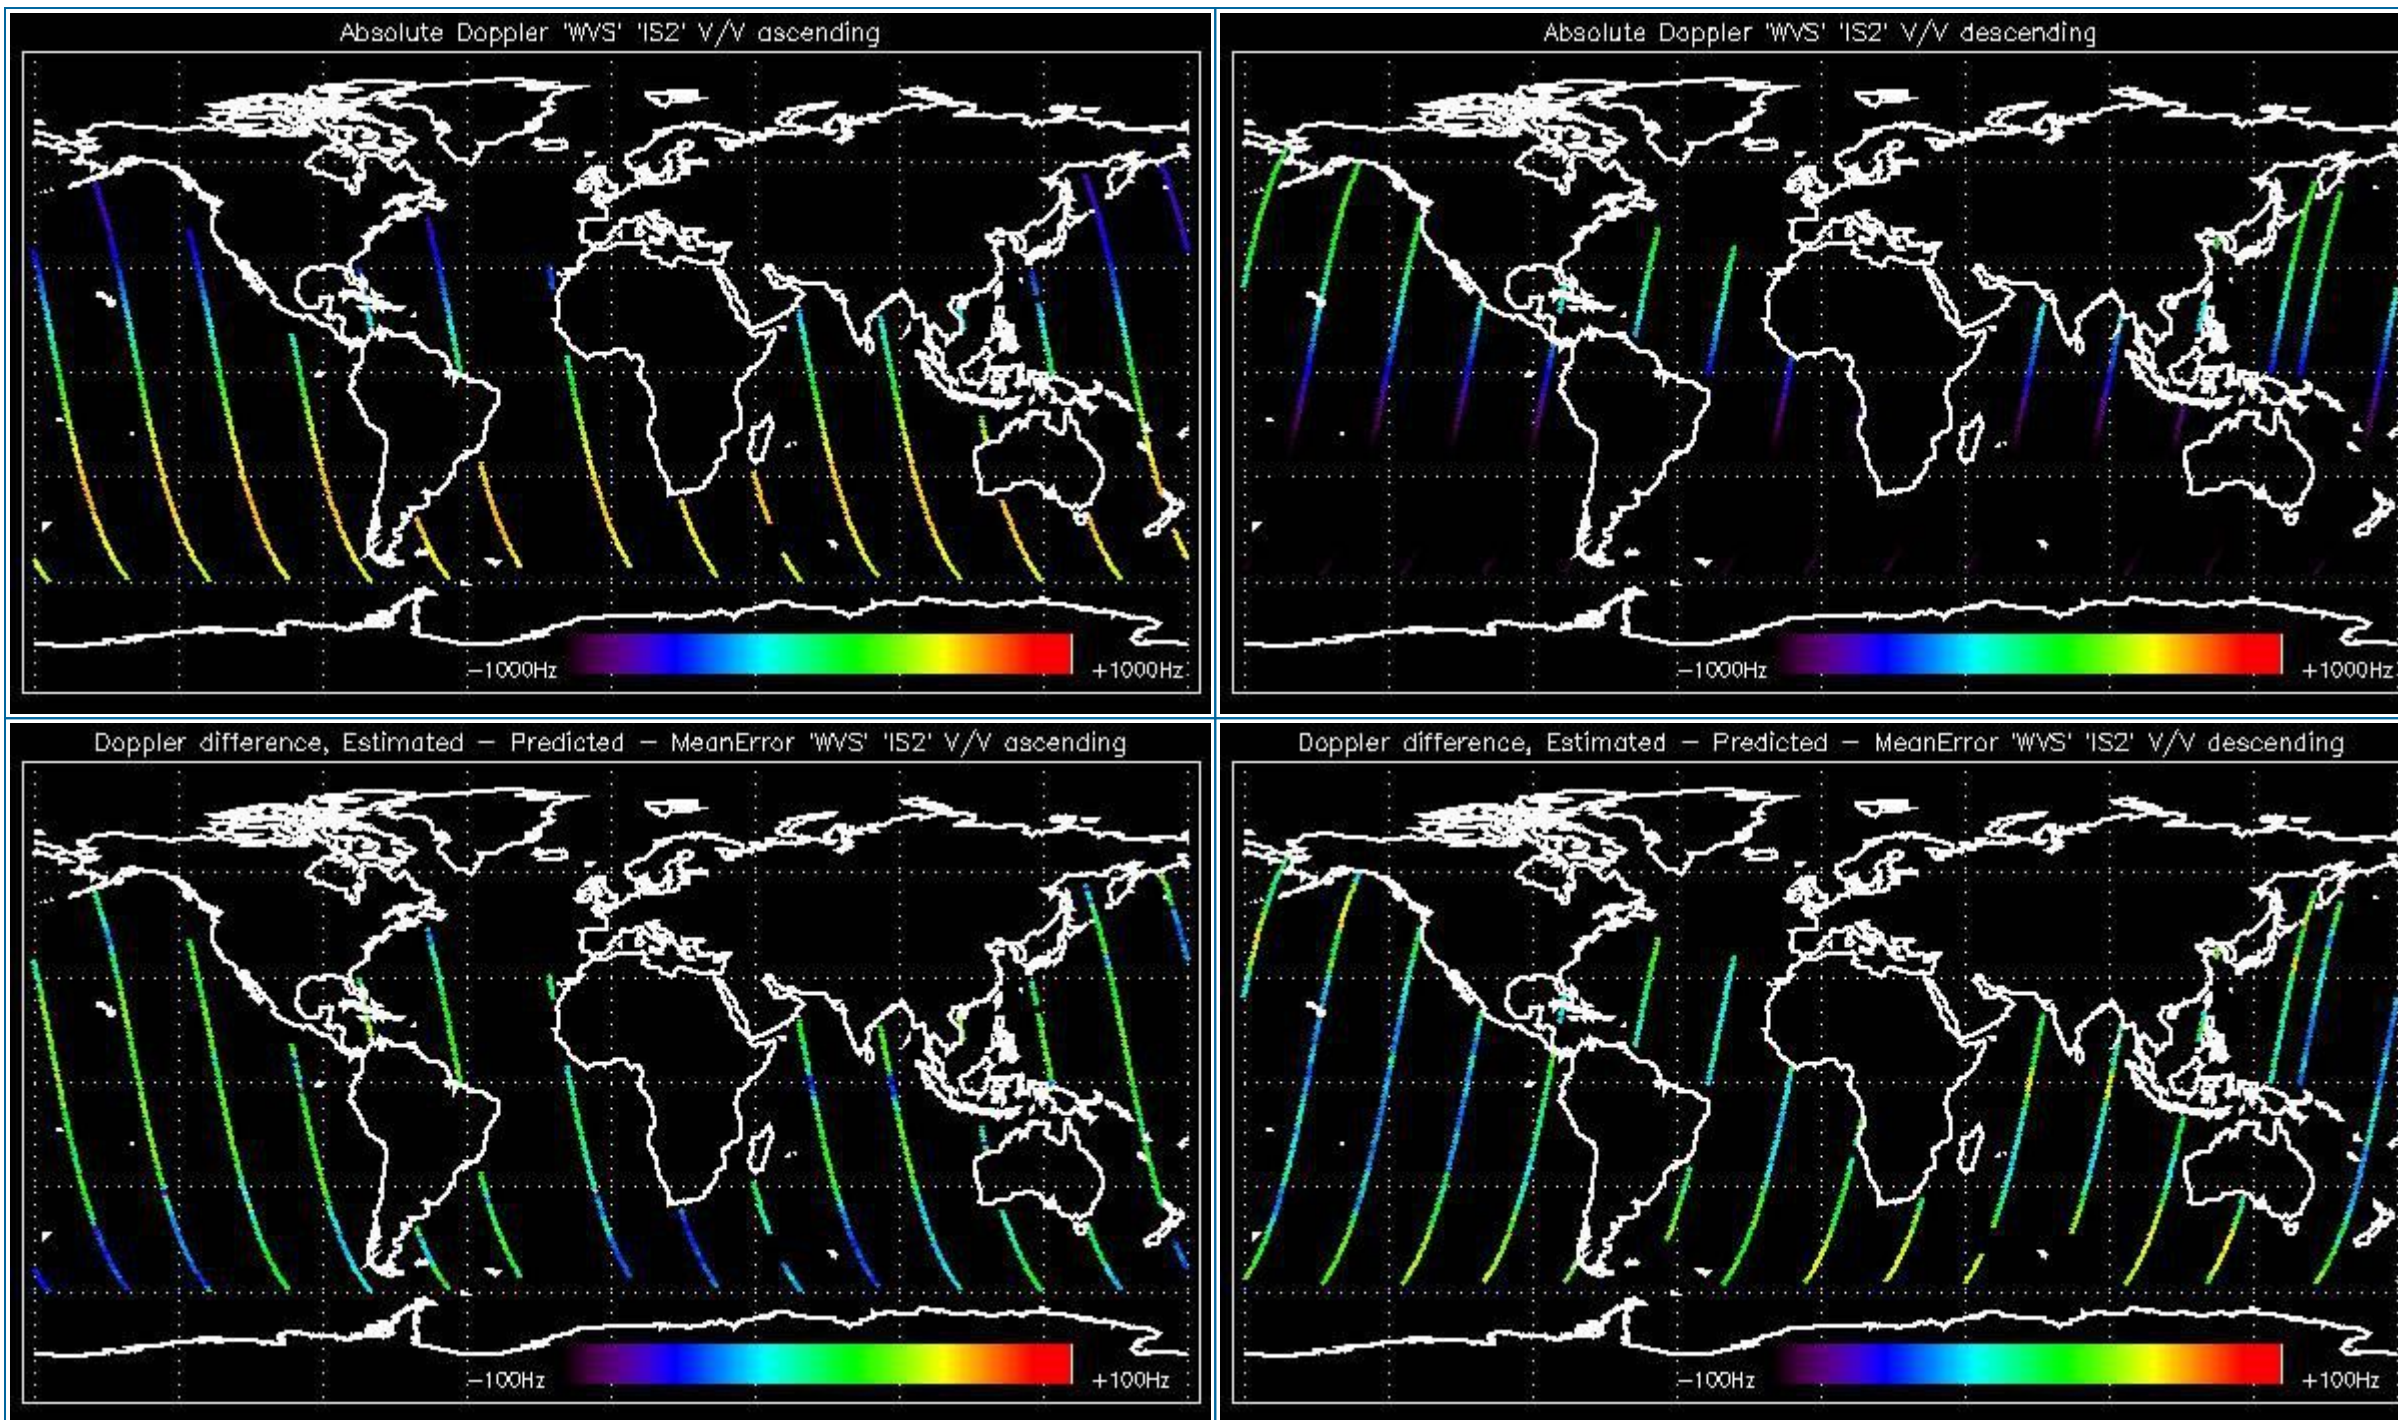 Absolute Doppler 'WVS' 'IS2' V/V ascending
-1000Hz +1000Hz
Absolute Doppler 'WVS' 'IS2' V/V descending
-1000Hz +1000Hz
Doppler difference, Estimated - Predicted - MeanError 'WVS' 'IS2' V/V ascending
-100Hz +100Hz
Doppler difference, Estimated - Predicted - MeanError 'WVS' 'IS2' V/V descending
-100Hz +100Hz